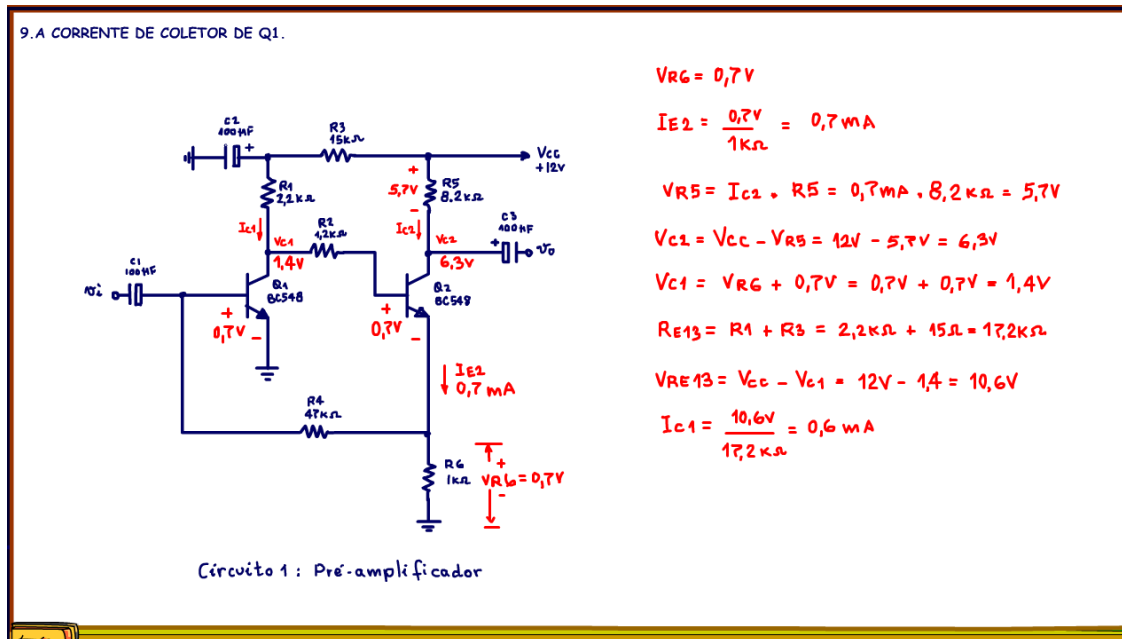 9.A CORRENTE DE COLETOR DE Q1.
VR6 = 0,7V
IE2 = 0,7V / 1KΩ = 0,7mA
VR5 = Ic2 . R5 = 0,7mA . 8,2KΩ = 5,7V
Vc2 = Vcc - VR5 = 12V - 5,7V = 6,3V
Vc1 = VR6 + 0,7V = 0,7V + 0,7V = 1,4V
RE13 = R1 + R3 = 2,2KΩ + 15Ω = 17,2KΩ
VRE13 = Vcc - Vc1 = 12V - 1,4 = 10,6V
Ic1 = 10,6V / 17,2KΩ = 0,6mA
C2
100µF
+
R3
15KΩ
Vcc
+12V
R1
2,2KΩ
+
5,7V
-
R5
8.2KΩ
Ic1
R2
1,2KΩ
Ic2
C3
100µF
Vc1
1,4V
Vc2
6,3V
+
vo
C1
100µF
vi
Q1
BC548
Q2
BC548
+
0,7V
-
+
0,7V
-
IE2
0,7mA
R4
47KΩ
R6
1KΩ
+
VR6=0,7V
-
Circuito 1: Pré-amplificador